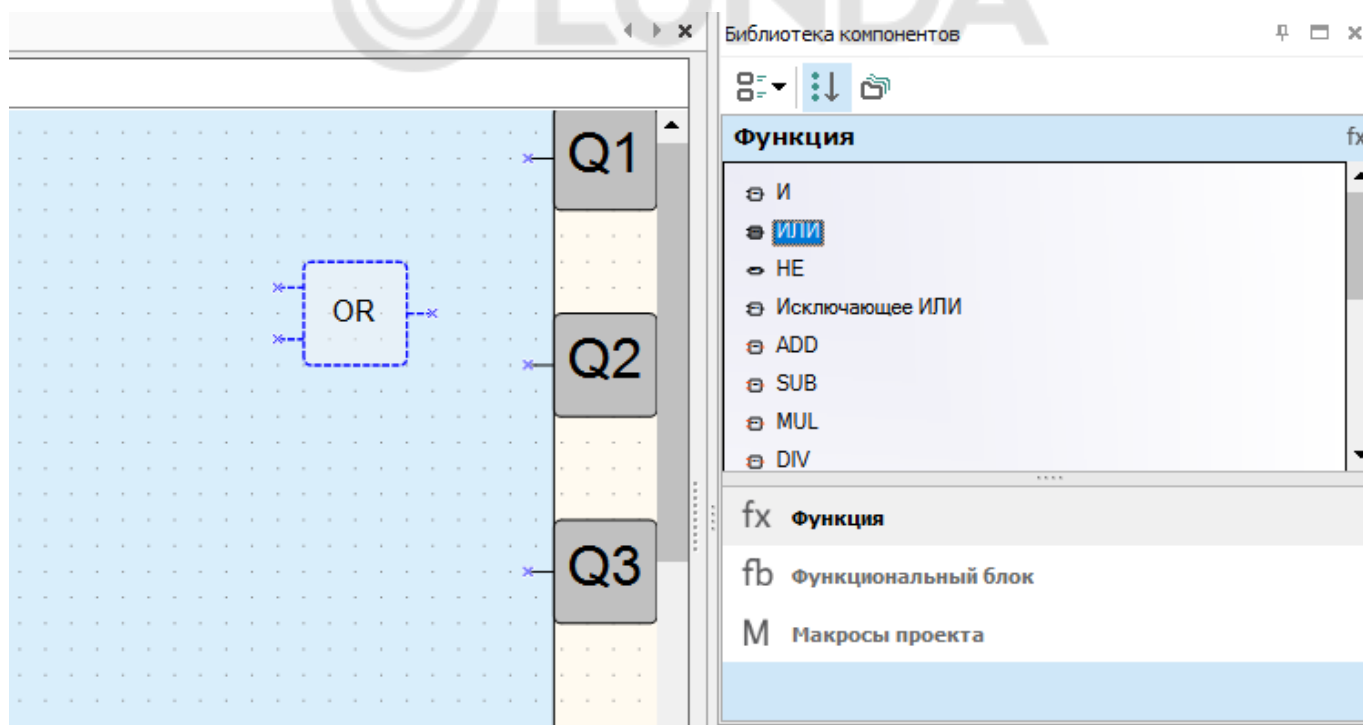 Библиотека компонентов
Функция
fx
И
ИЛИ
НЕ
Исключающее ИЛИ
ADD
SUB
MUL
DIV
fx Функция
fb Функциональный блок
M Макросы проекта
Q1
OR
Q2
Q3